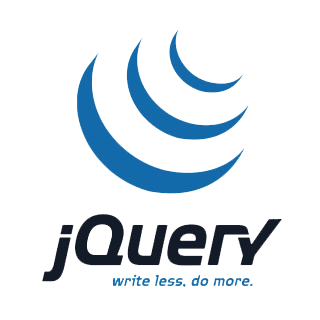 jQuery
write less, do more.